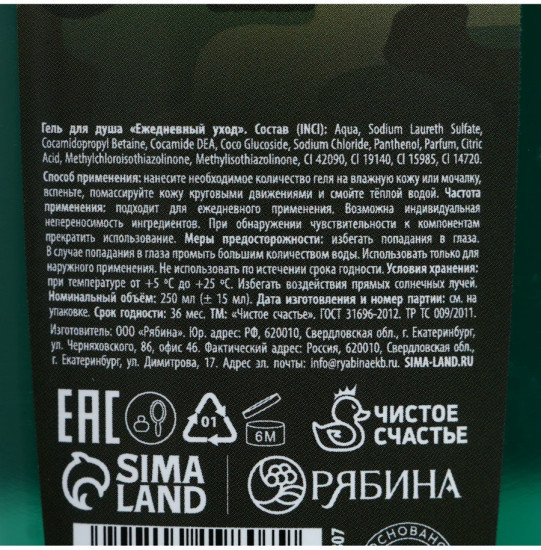 Гель для душа «Ежедневный уход». Состав (INCI): Aqua, Sodium Laureth Sulfate,
Cocamidopropyl Betaine, Cocamide DEA, Coco Glucoside, Sodium Chloride, Panthenol, Parfum, Citric
Acid, Methylchloroisothiazolinone, Methylisothiazolinone, CI 42090, CI 19140, CI 15985, CI 14720.
Способ применения: нанесите необходимое количество геля на влажную кожу или мочалку,
вспеньте, помассируйте кожу круговыми движениями и смойте тёплой водой. Частота
применения: подходит для ежедневного применения. Возможна индивидуальная
непереносимость ингредиентов. При обнаружении чувствительности к компонентам
прекратить использование. Меры предосторожности: избегать попадания в глаза.
В случае попадания в глаза промыть большим количеством воды. Использовать только для
наружного применения. Не использовать по истечении срока годности. Условия хранения:
при температуре от +5 °C до +25 °C. Избегать воздействия прямых солнечных лучей.
Номинальный объём: 250 мл (± 15 мл). Дата изготовления и номер партии: см. на
упаковке. Срок годности: 36 мес. ТМ: «Чистое счастье». ГОСТ 31696-2012. ТР ТС 009/2011.
Изготовитель: ООО «Рябина». Юр. адрес: РФ, 620010, Свердловская обл., г. Екатеринбург,
ул. Черняховского, 86, офис 46. Фактический адрес: Россия, 620010, Свердловская обл.,
г. Екатеринбург, ул. Димитрова, 17. Адрес эл. почты: info@ryabinaekb.ru. SIMA-LAND.RU
EAC
01
6M
ЧИСТОЕ
СЧАСТЬЕ
SIMA
LAND
РЯБИНА
07
ОСНОВАНО